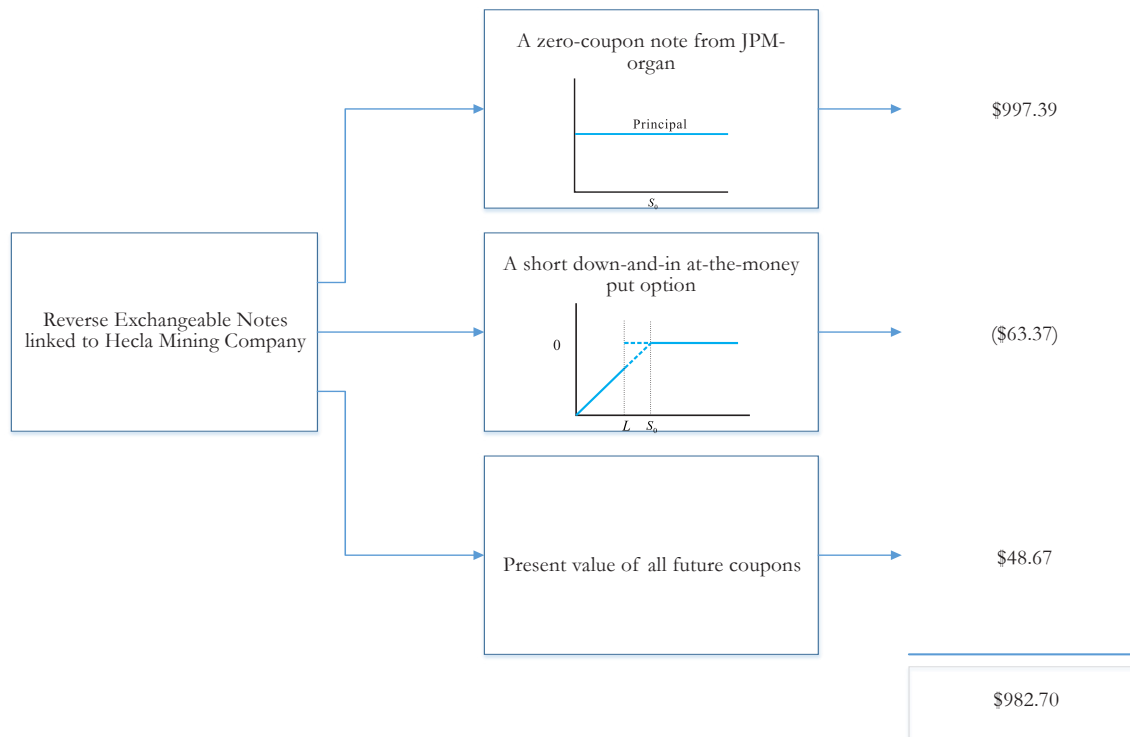 A zero-coupon note from JPM-
organ
Principal
S₀
$997.39
Reverse Exchangeable Notes
linked to Hecla Mining Company
A short down-and-in at-the-money
put option
0
L S₀
($63.37)
Present value of all future coupons
$48.67
$982.70